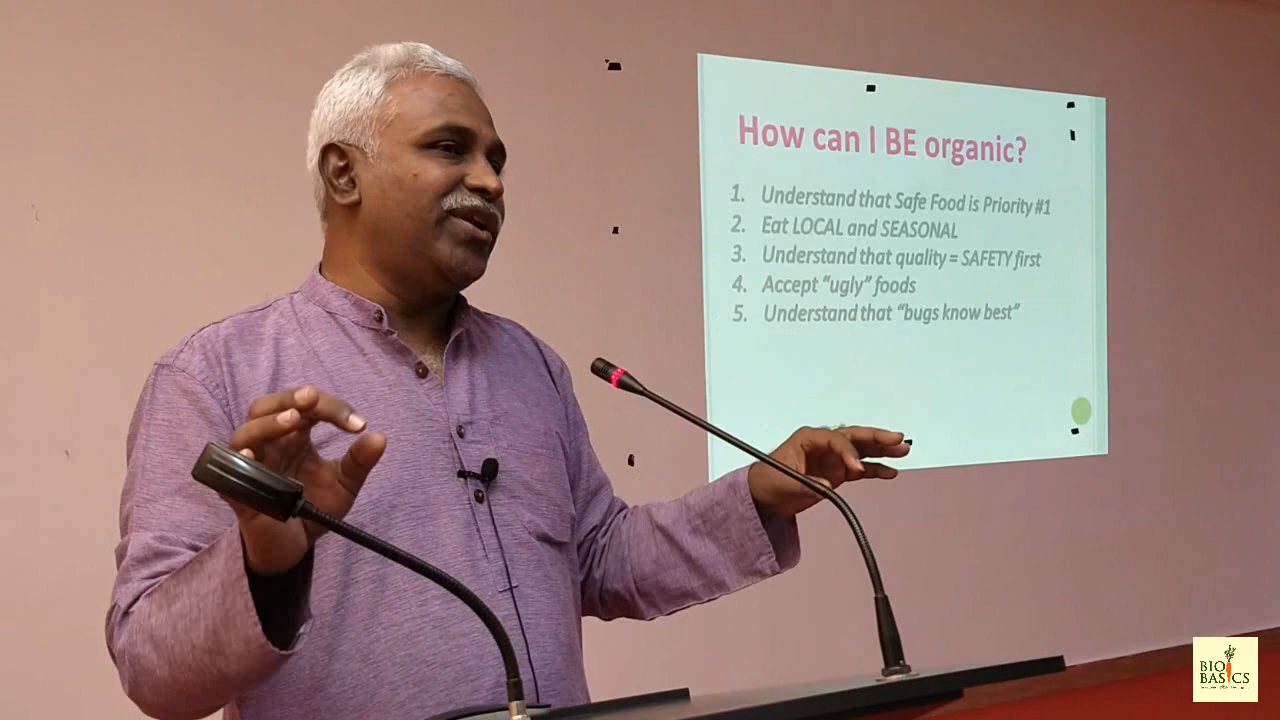 How can I BE organic?
1. Understand that Safe Food is Priority #1
2. Eat LOCAL and SEASONAL
3. Understand that quality = SAFETY first
4. Accept "ugly" foods
5. Understand that "bugs know best"
BIO
BASICS